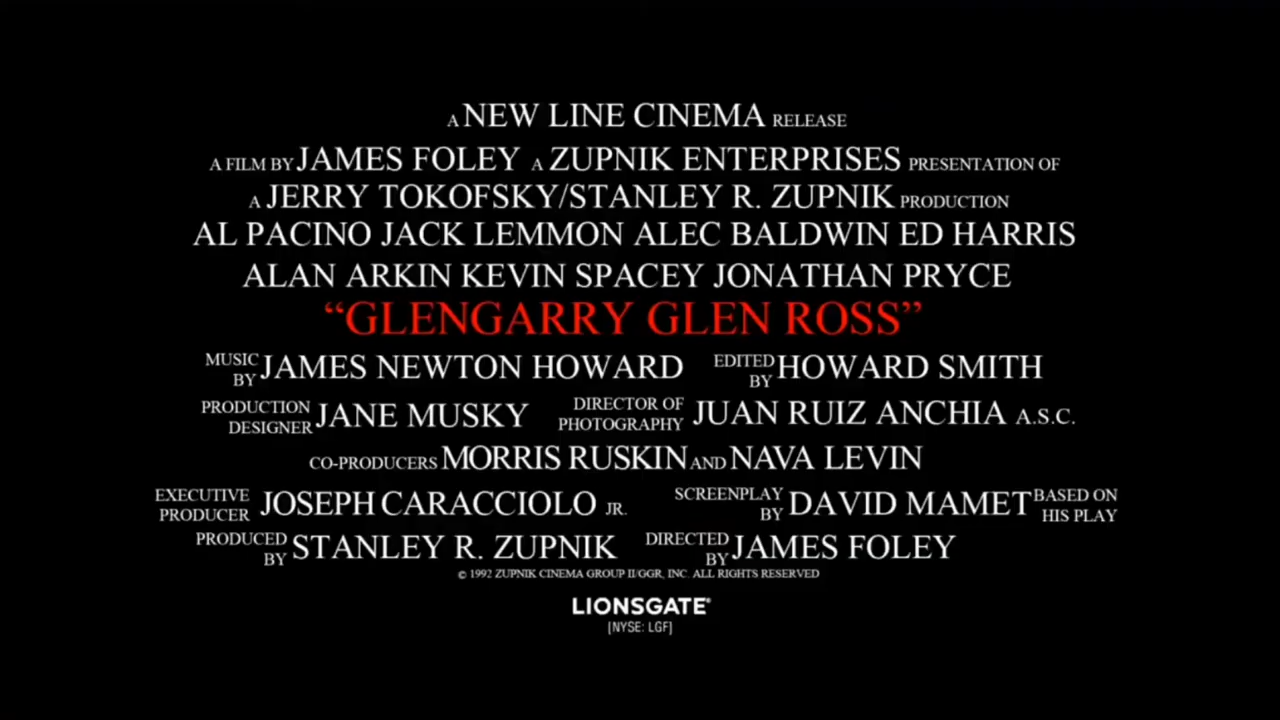 A NEW LINE CINEMA RELEASE
A FILM BY JAMES FOLEY A ZUPNIK ENTERPRISES PRESENTATION OF
A JERRY TOKOFSKY/STANLEY R. ZUPNIK PRODUCTION
AL PACINO JACK LEMMON ALEC BALDWIN ED HARRIS
ALAN ARKIN KEVIN SPACEY JONATHAN PRYCE
“GLENGARRY GLEN ROSS”
MUSIC BY JAMES NEWTON HOWARD EDITED BY HOWARD SMITH
PRODUCTION DESIGNER JANE MUSKY DIRECTOR OF PHOTOGRAPHY JUAN RUIZ ANCHIA A.S.C.
CO-PRODUCERS MORRIS RUSKIN AND NAVA LEVIN
EXECUTIVE PRODUCER JOSEPH CARACCIOLO JR. SCREENPLAY BY DAVID MAMET BASED ON HIS PLAY
PRODUCED BY STANLEY R. ZUPNIK DIRECTED BY JAMES FOLEY
© 1992 ZUPNIK CINEMA GROUP II/GGR, INC. ALL RIGHTS RESERVED
LIONSGATE®
[NYSE: LGF]